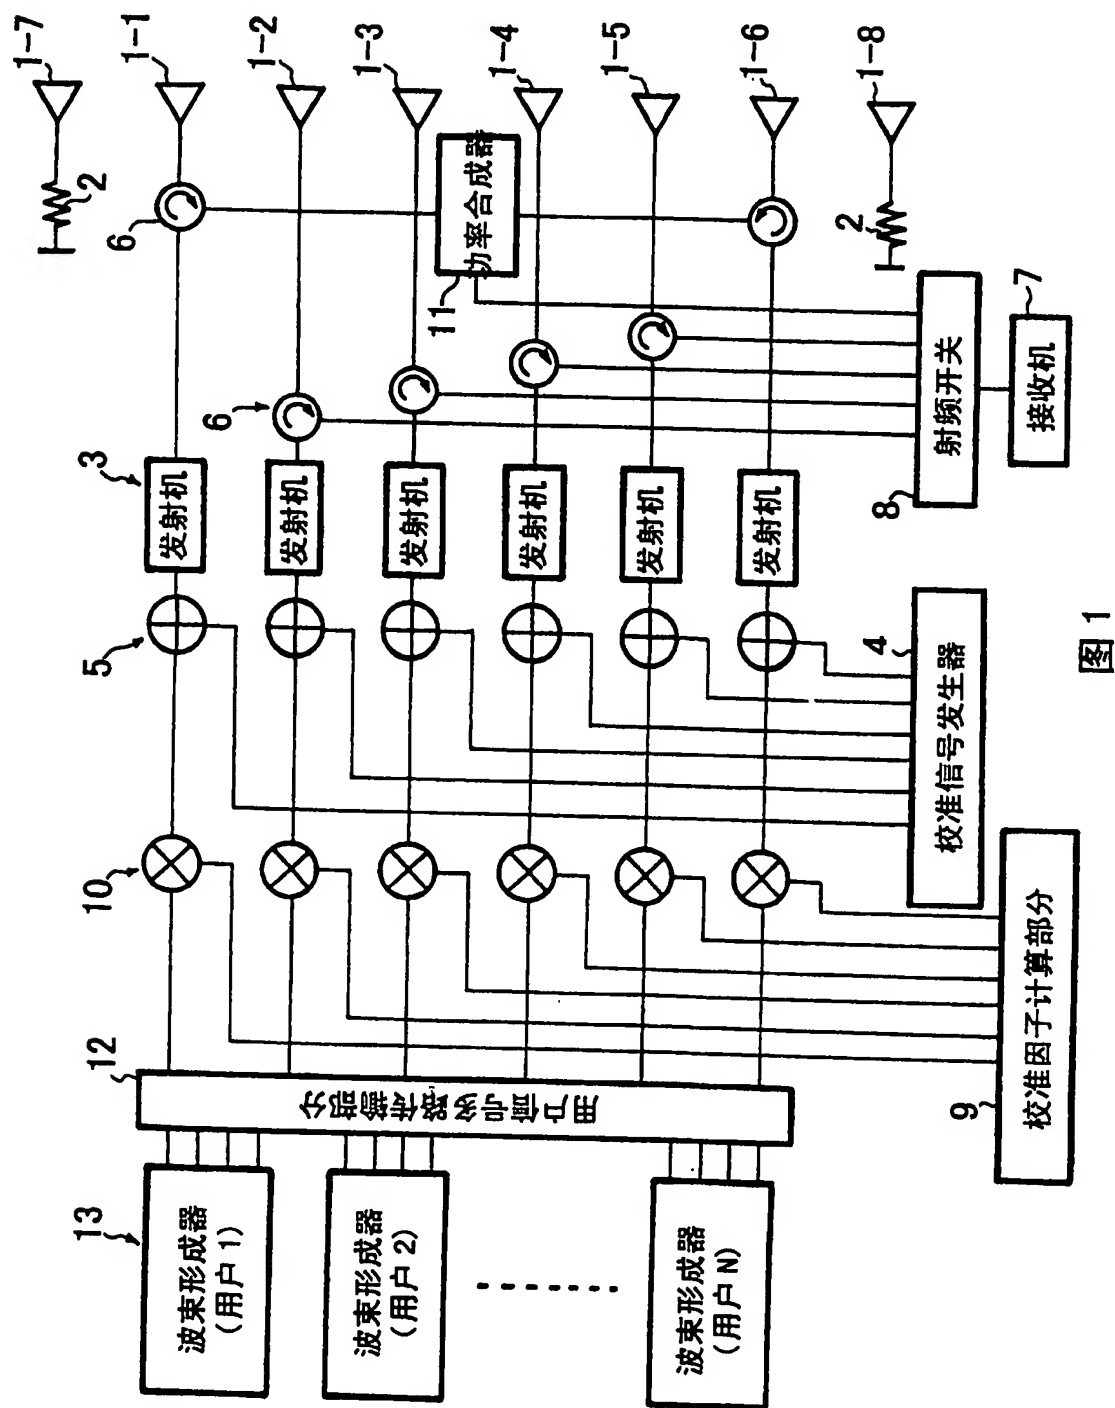 1-7
1-1
1-2
1-3
1-4
1-5
1-6
1-8
2
2
6
6
功率合成器
11
3
发射机
发射机
发射机
发射机
发射机
发射机
射频开关
8
接收机
7
5
校准信号发生器
4
10
校准因子计算部分
9
12
用户信号多路传输部分
13
波束形成器
(用户1)
波束形成器
(用户2)
波束形成器
(用户N)
图1